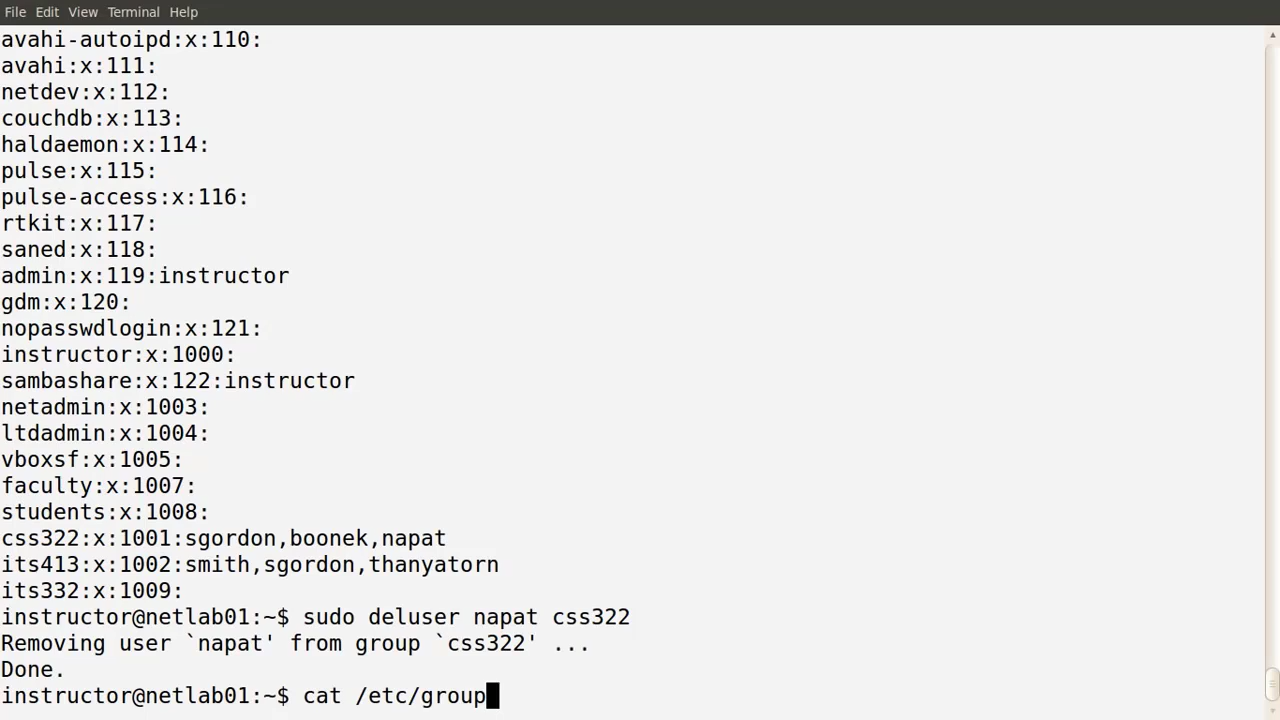 File Edit View Terminal Help
avahi-autoipd:x:110:
avahi:x:111:
netdev:x:112:
couchdb:x:113:
haldaemon:x:114:
pulse:x:115:
pulse-access:x:116:
rtkit:x:117:
saned:x:118:
admin:x:119:instructor
gdm:x:120:
nopasswdlogin:x:121:
instructor:x:1000:
sambashare:x:122:instructor
netadmin:x:1003:
ltdadmin:x:1004:
vboxsf:x:1005:
faculty:x:1007:
students:x:1008:
css322:x:1001:sgordon,boonek,napat
its413:x:1002:smith,sgordon,thanyatorn
its332:x:1009:
instructor@netlab01:~$ sudo deluser napat css322
Removing user `napat' from group `css322' ...
Done.
instructor@netlab01:~$ cat /etc/group